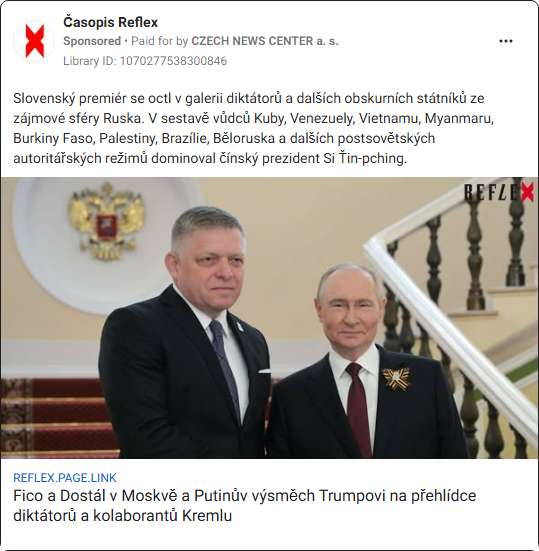 Časopis Reflex
Sponsored • Paid for by CZECH NEWS CENTER a. s.
Library ID: 1070277538300846
Slovenský premiér se octl v galerii diktátorů a dalších obskurních státníků ze
zájmové sféry Ruska. V sestavě vůdců Kuby, Venezuely, Vietnamu, Myanmaru,
Burkiny Faso, Palestiny, Brazílie, Běloruska a dalších postsovětských
autoritářských režimů dominoval čínský prezident Si Ťin-pching.
REFLEX
REFLEX.PAGE.LINK
Fico a Dostál v Moskvě a Putinův výsměch Trumpovi na přehlídce
diktátorů a kolaborantů Kremlu